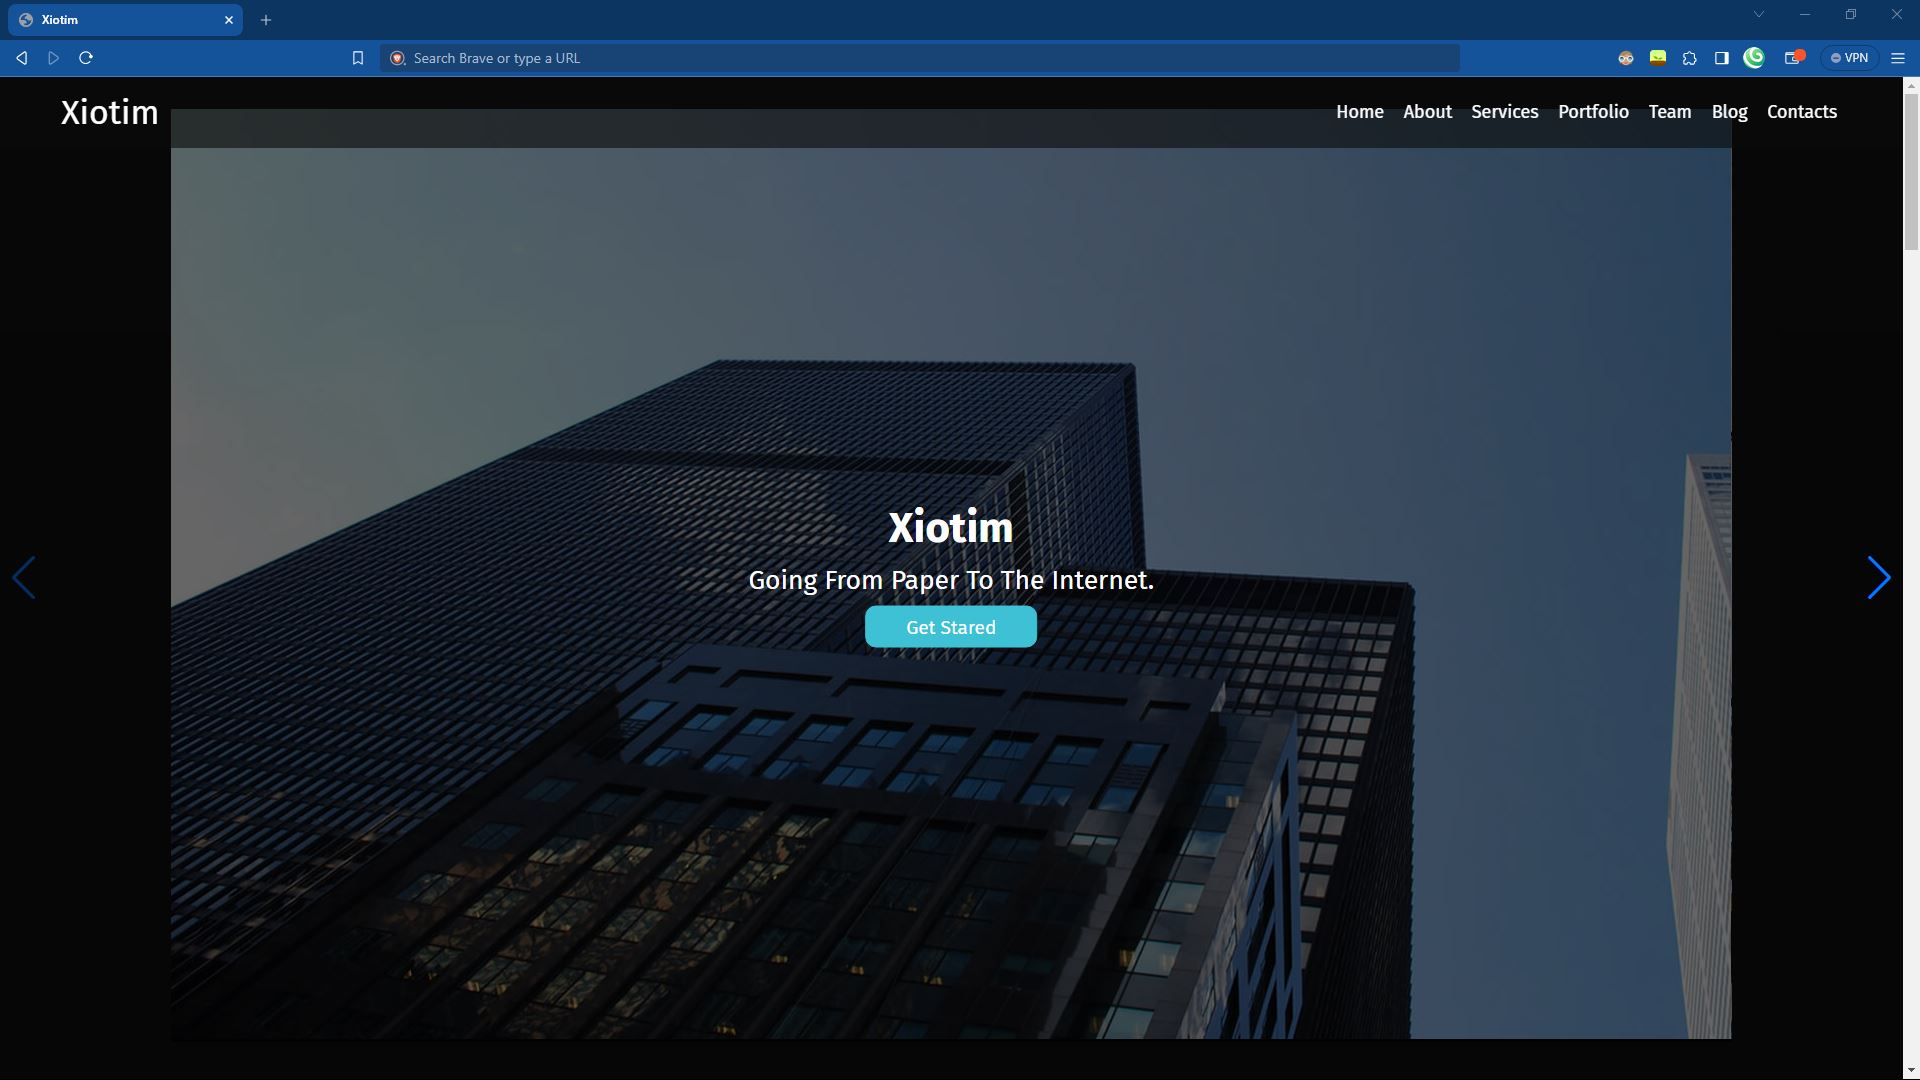 Xiotim
Search Brave or type a URL
VPN
Xiotim
Home About Services Portfolio Team Blog Contacts
Xiotim
Going From Paper To The Internet.
Get Stared